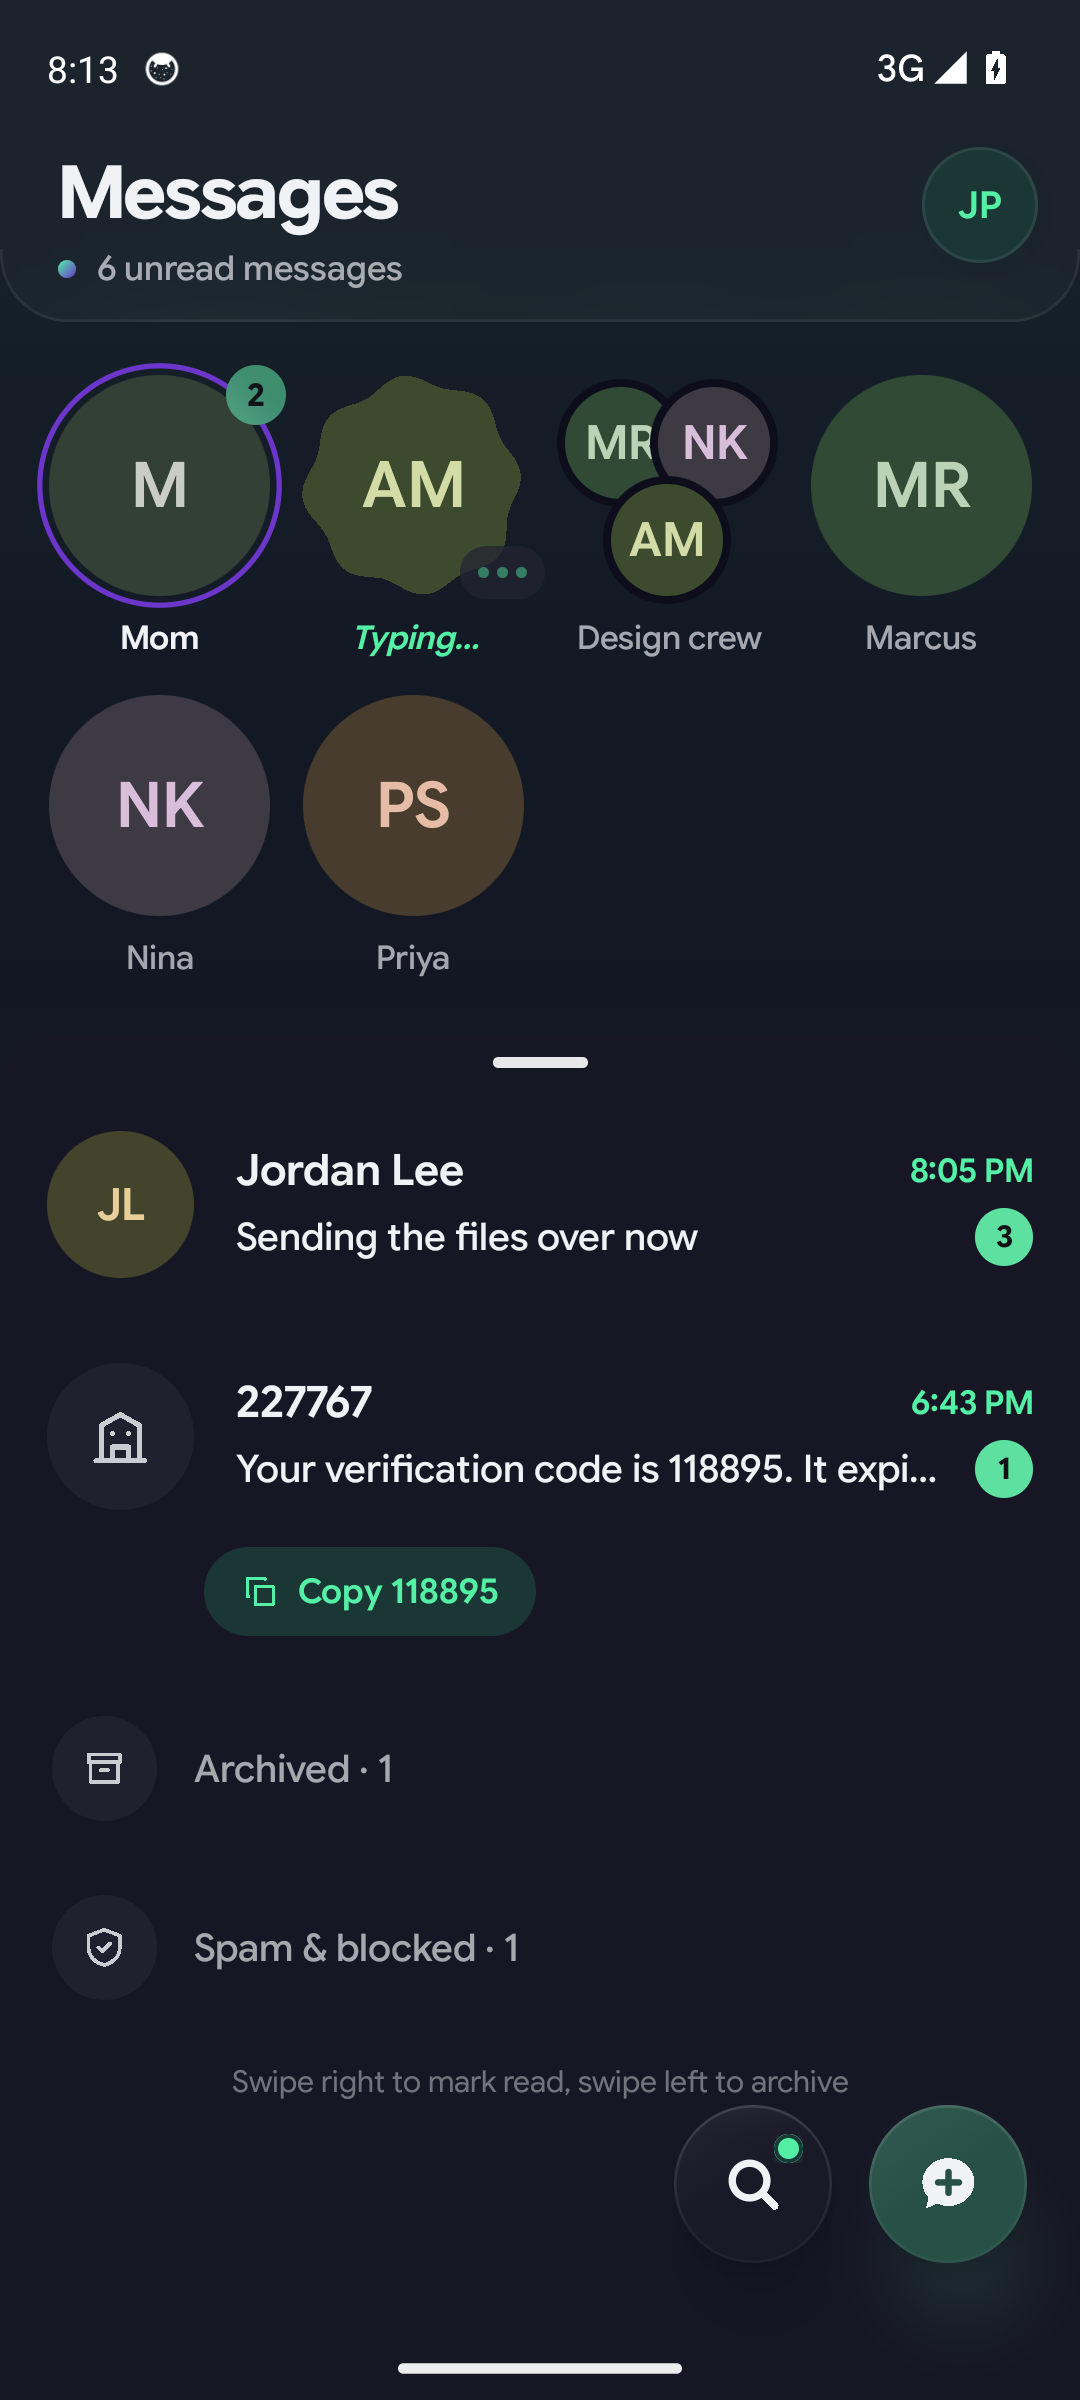 8:13
3G
Messages
JP
6 unread messages
M
2
AM
MR
NK
AM
MR
Mom
Typing...
Design crew
Marcus
NK
PS
Nina
Priya
JL
Jordan Lee
8:05 PM
Sending the files over now
3
227767
6:43 PM
Your verification code is 118895. It expi...
1
Copy 118895
Archived · 1
Spam & blocked · 1
Swipe right to mark read, swipe left to archive